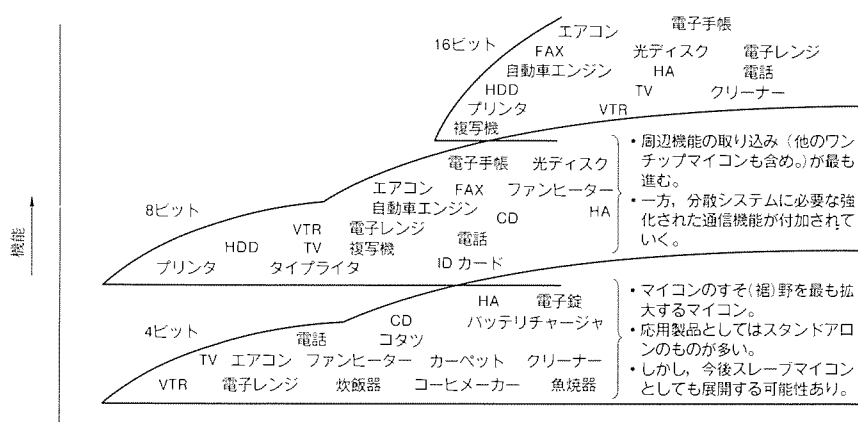 16ビット
エアコン 電子手帳
FAX 光ディスク 電子レンジ
自動車エンジン HA 電話
HDD TV クリーナー
プリンタ VTR
複写機
8ビット
電子手帳 光ディスク
エアコン FAX ファンヒーター
自動車エンジン CD HA
VTR 電子レンジ 電話
HDD TV 複写機
プリンタ タイプライタ IDカード
・周辺機能の取り込み(他のワン
チップマイコンも含め。)が最も
進む。
・一方,分散システムに必要な強
化された通信機能が付加されて
いく。
4ビット
HA 電子錠
CD バッテリチャージャ
電話 コタツ
TV エアコン ファンヒーター カーペット クリーナー
VTR 電子レンジ 炊飯器 コーヒメーカー 魚焼器
・マイコンのすそ(裾)野を最も拡
大するマイコン。
・応用製品としてはスタンドアロ
ンのものが多い。
・しかし,今後スレーブマイコン
としても展開する可能性あり。
機能